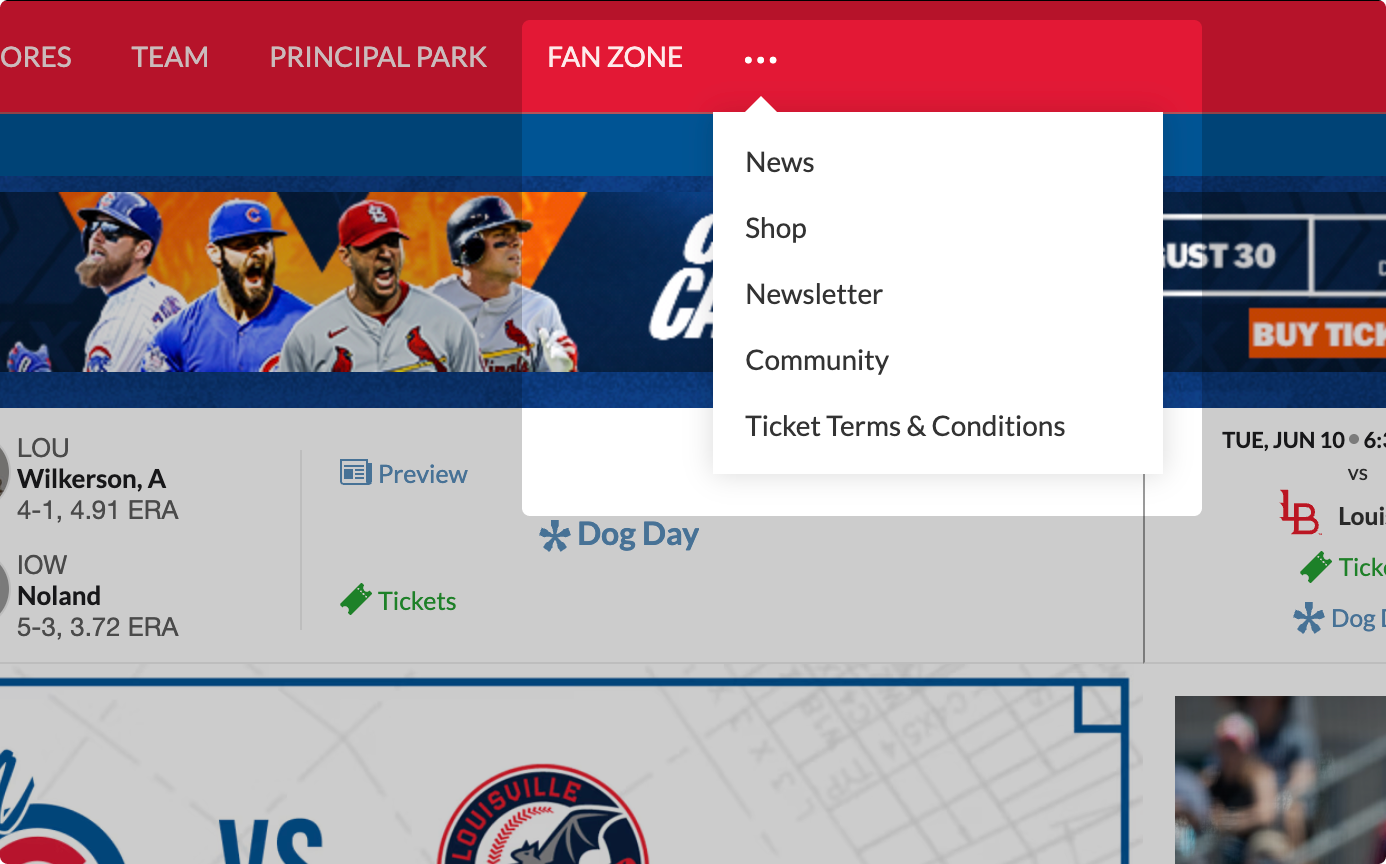 ORES TEAM PRINCIPAL PARK FAN ZONE ...
News
Shop
Newsletter
Community
Ticket Terms & Conditions
UST 30
BUY TICK
LOU
Wilkerson, A
4-1, 4.91 ERA
IOW
Noland
5-3, 3.72 ERA
Preview
Tickets
Dog Day
TUE, JUN 10 • 6:3
vs
LB Loui
Ticke
Dog D
VS
LOUISVILLE